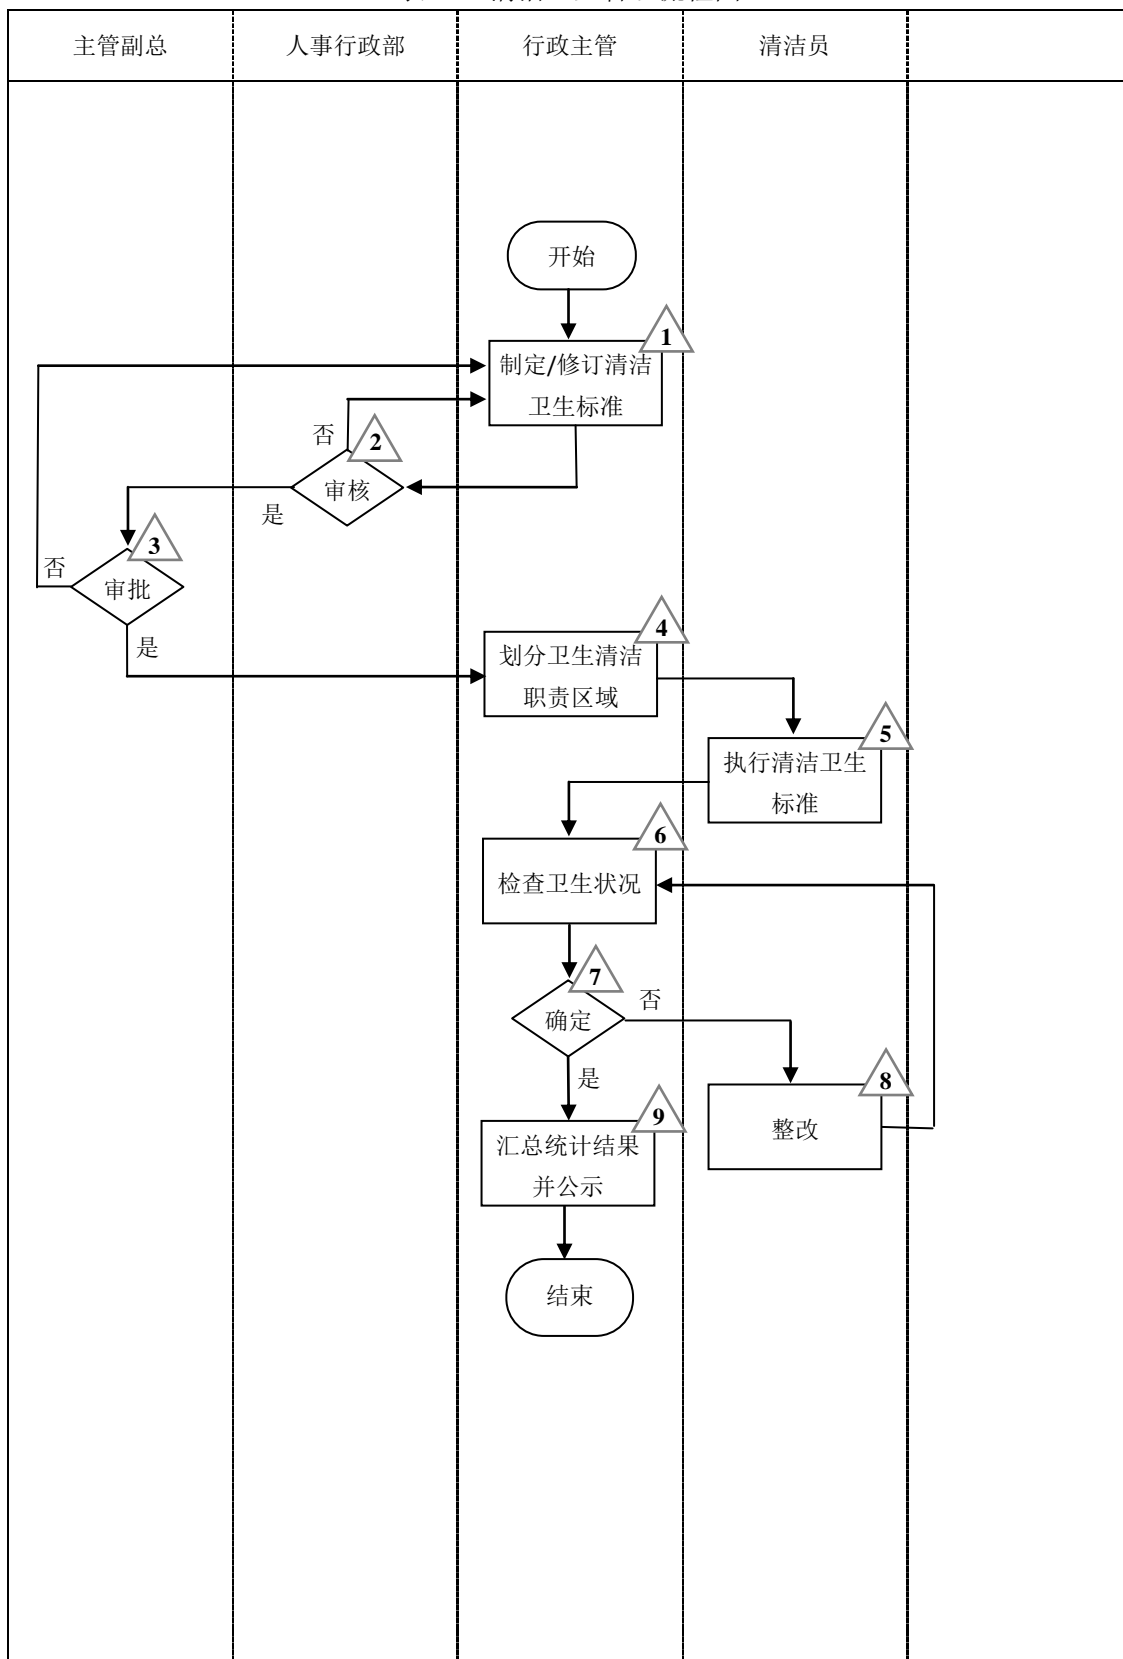 主管副总
人事行政部
行政主管
清洁员
开始
1
制定/修订清洁
卫生标准
否
2
审核
是
3
否
审批
是
4
划分卫生清洁
职责区域
5
执行清洁卫生
标准
6
检查卫生状况
7
否
确定
是
8
整改
9
汇总统计结果
并公示
结束